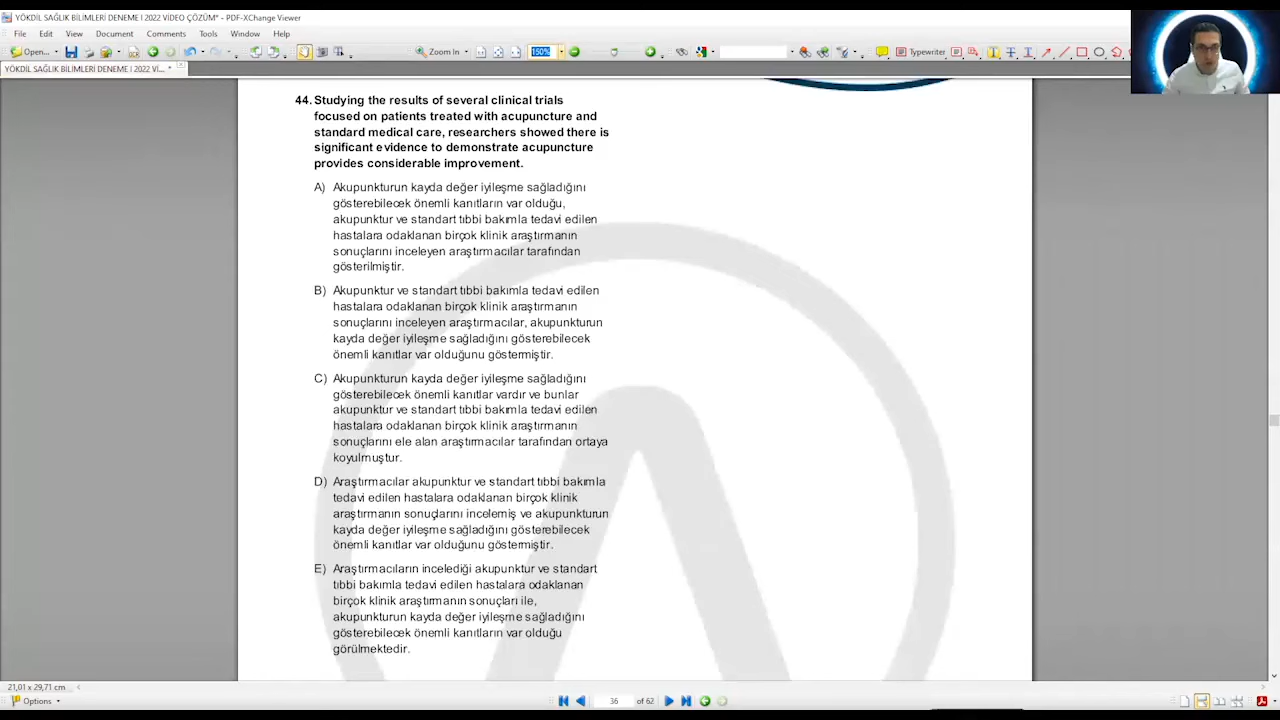 YÖKDİL SAĞLIK BİLİMLERİ DENEME I 2022 VİDEO ÇÖZÜM* - PDF-XChange Viewer
File Edit View Document Comments Tools Window Help
Open... Zoom In 150% Typewriter
YÖKDİL SAĞLIK BİLİMLERİ DENEME I 2022 Vİ... *
44. Studying the results of several clinical trials
focused on patients treated with acupuncture and
standard medical care, researchers showed there is
significant evidence to demonstrate acupuncture
provides considerable improvement.
A) Akupunkturun kayda değer iyileşme sağladığını
gösterebilecek önemli kanıtların var olduğu,
akupunktur ve standart tıbbi bakımla tedavi edilen
hastalara odaklanan birçok klinik araştırmanın
sonuçlarını inceleyen araştırmacılar tarafından
gösterilmiştir.
B) Akupunktur ve standart tıbbi bakımla tedavi edilen
hastalara odaklanan birçok klinik araştırmanın
sonuçlarını inceleyen araştırmacılar, akupunkturun
kayda değer iyileşme sağladığını gösterebilecek
önemli kanıtlar var olduğunu göstermiştir.
C) Akupunkturun kayda değer iyileşme sağladığını
gösterebilecek önemli kanıtlar vardır ve bunlar
akupunktur ve standart tıbbi bakımla tedavi edilen
hastalara odaklanan birçok klinik araştırmanın
sonuçlarını ele alan araştırmacılar tarafından ortaya
koyulmuştur.
D) Araştırmacılar akupunktur ve standart tıbbi bakımla
tedavi edilen hastalara odaklanan birçok klinik
araştırmanın sonuçlarını incelemiş ve akupunkturun
kayda değer iyileşme sağladığını gösterebilecek
önemli kanıtlar var olduğunu göstermiştir.
E) Araştırmacıların incelediği akupunktur ve standart
tıbbi bakımla tedavi edilen hastalara odaklanan
birçok klinik araştırmanın sonuçları ile,
akupunkturun kayda değer iyileşme sağladığını
gösterebilecek önemli kanıtların var olduğu
görülmektedir.
21,01 x 29,71 cm
Options 36 of 62